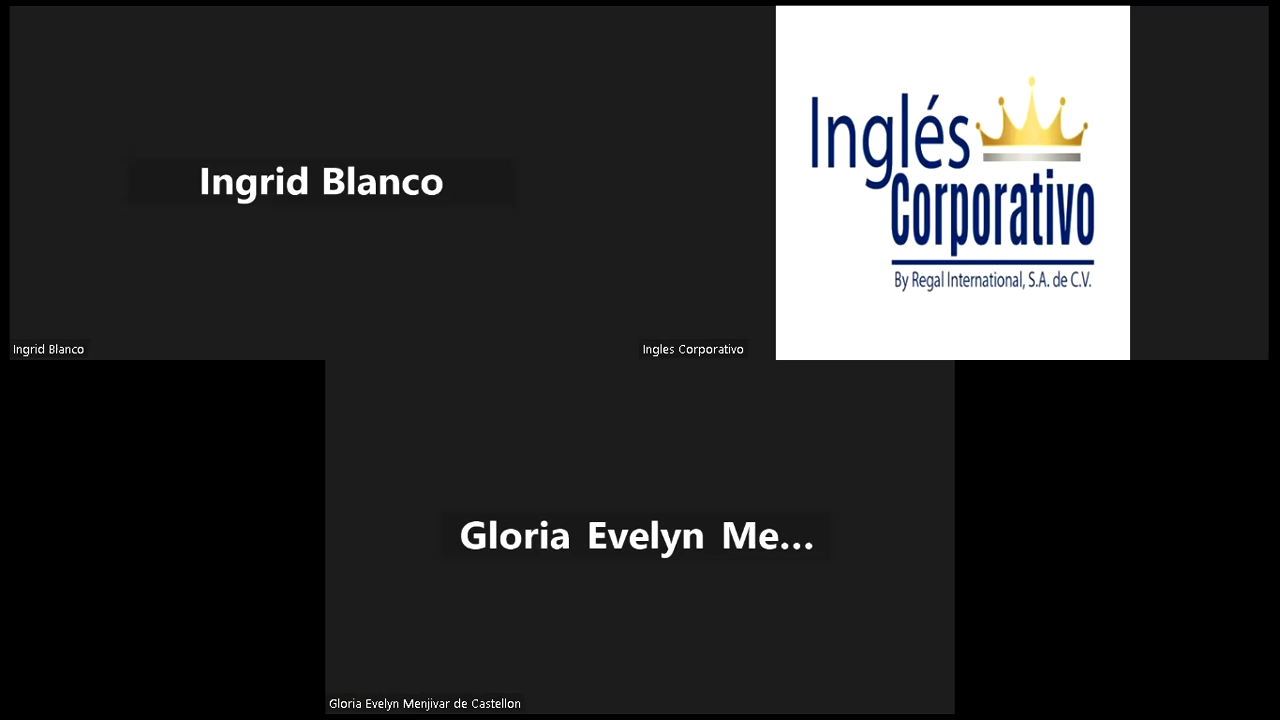 Ingrid Blanco
Ingrid Blanco
Inglés
Corporativo
By Regal International, S.A. de C.V.
Ingles Corporativo
Gloria Evelyn Me...
Gloria Evelyn Menjivar de Castellon